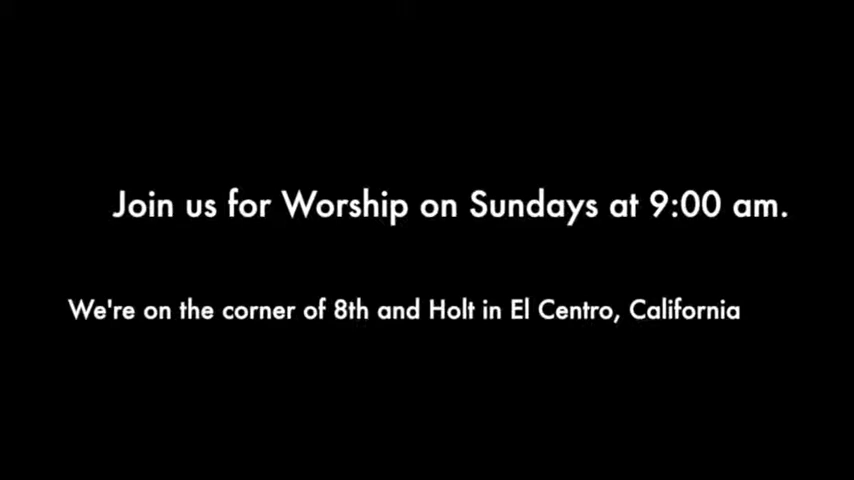 Join us for Worship on Sundays at 9:00 am.
We're on the corner of 8th and Holt in El Centro, California